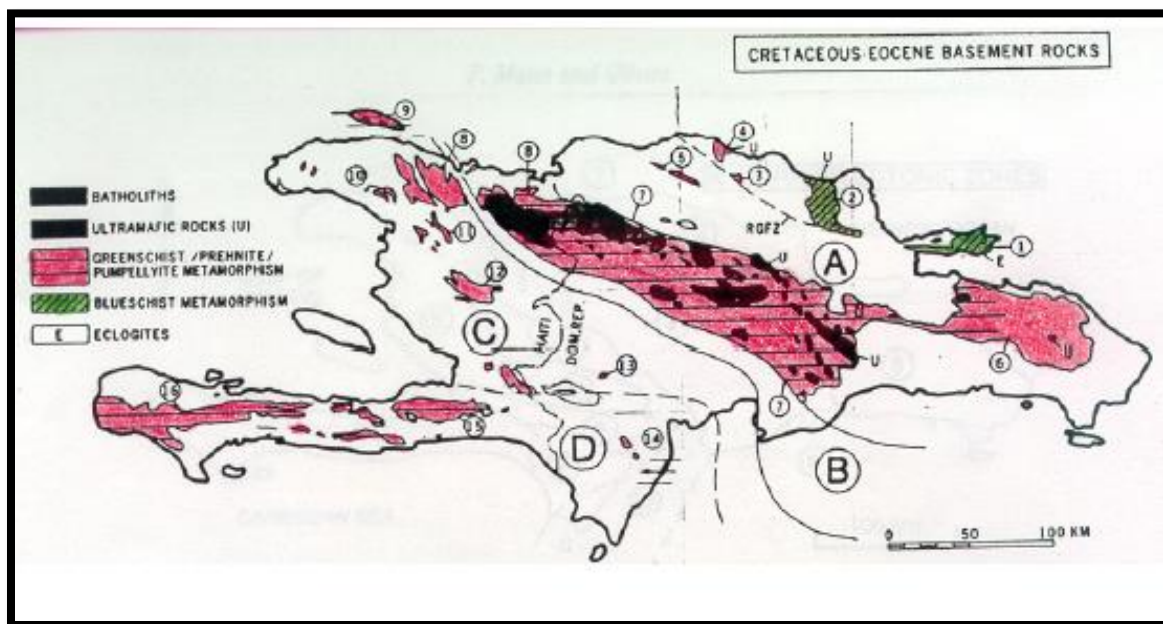 CRETACEOUS-EOCENE BASEMENT ROCKS
BATHOLITHS
ULTRAMAFIC ROCKS (U)
GREENSCHIST /PREHNITE/
PUMPELLYITE METAMORPHISM
BLUESCHIST METAMORPHISM
E ECLOGITES
9
8
8
4
U
5
3
U
10
7
2
RGFZ
11
U
A
1
E
12
C
HAITI
DOM. REP.
13
U
6
U
16
7
15
D
14
B
0 50 100 KM